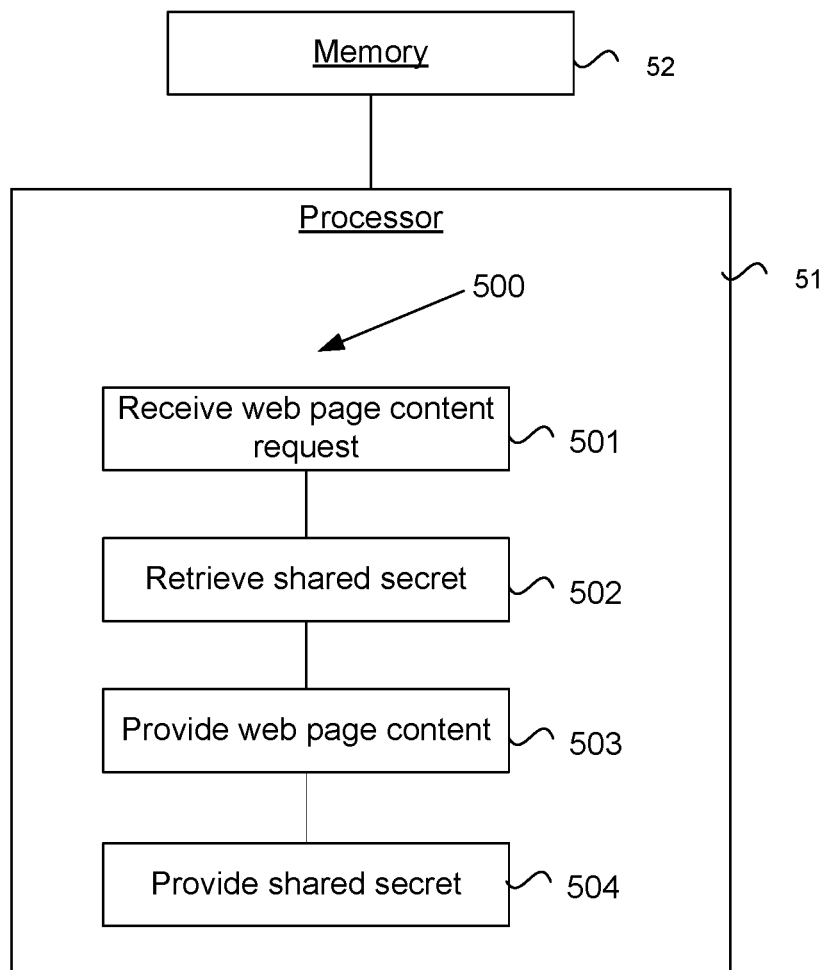 Memory
52
Processor
51
500
Receive web page content
request
501
Retrieve shared secret
502
Provide web page content
503
Provide shared secret
504